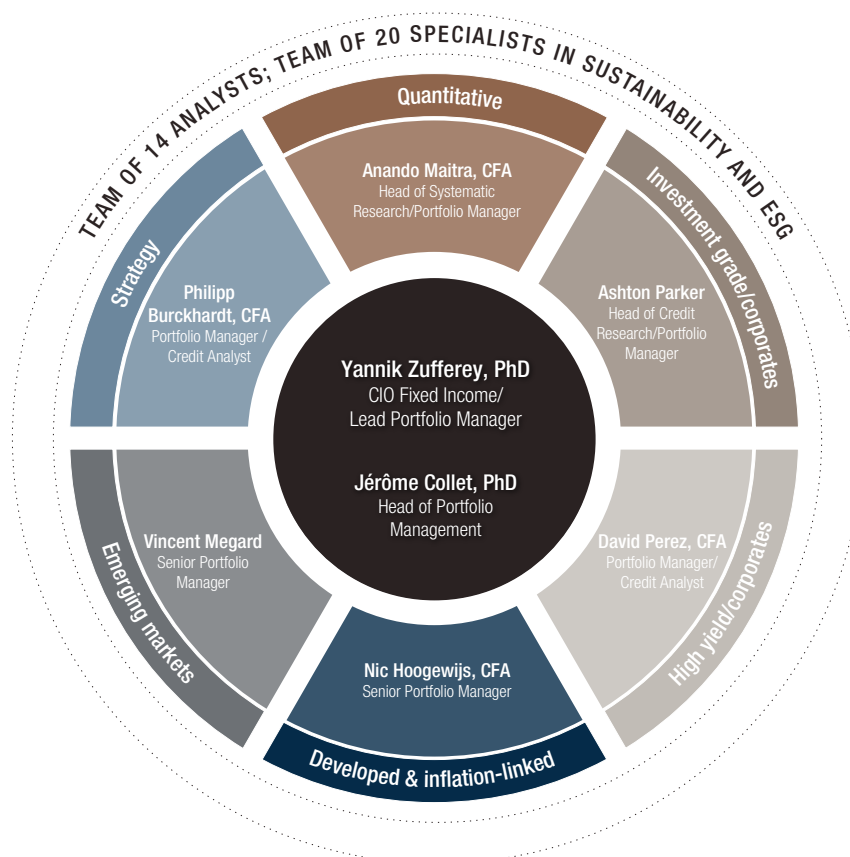 TEAM OF 14 ANALYSTS; TEAM OF 20 SPECIALISTS IN SUSTAINABILITY AND ESG
Quantitative
Anando Maitra, CFA
Head of Systematic
Research/Portfolio Manager
Investment grade/corporates
Ashton Parker
Head of Credit
Research/Portfolio
Manager
High yield/corporates
David Perez, CFA
Portfolio Manager/
Credit Analyst
Developed & inflation-linked
Nic Hoogewijs, CFA
Senior Portfolio Manager
Emerging markets
Vincent Megard
Senior Portfolio
Manager
Strategy
Philipp
Burckhardt, CFA
Portfolio Manager /
Credit Analyst
Yannik Zufferey, PhD
CIO Fixed Income/
Lead Portfolio Manager
Jérôme Collet, PhD
Head of Portfolio
Management